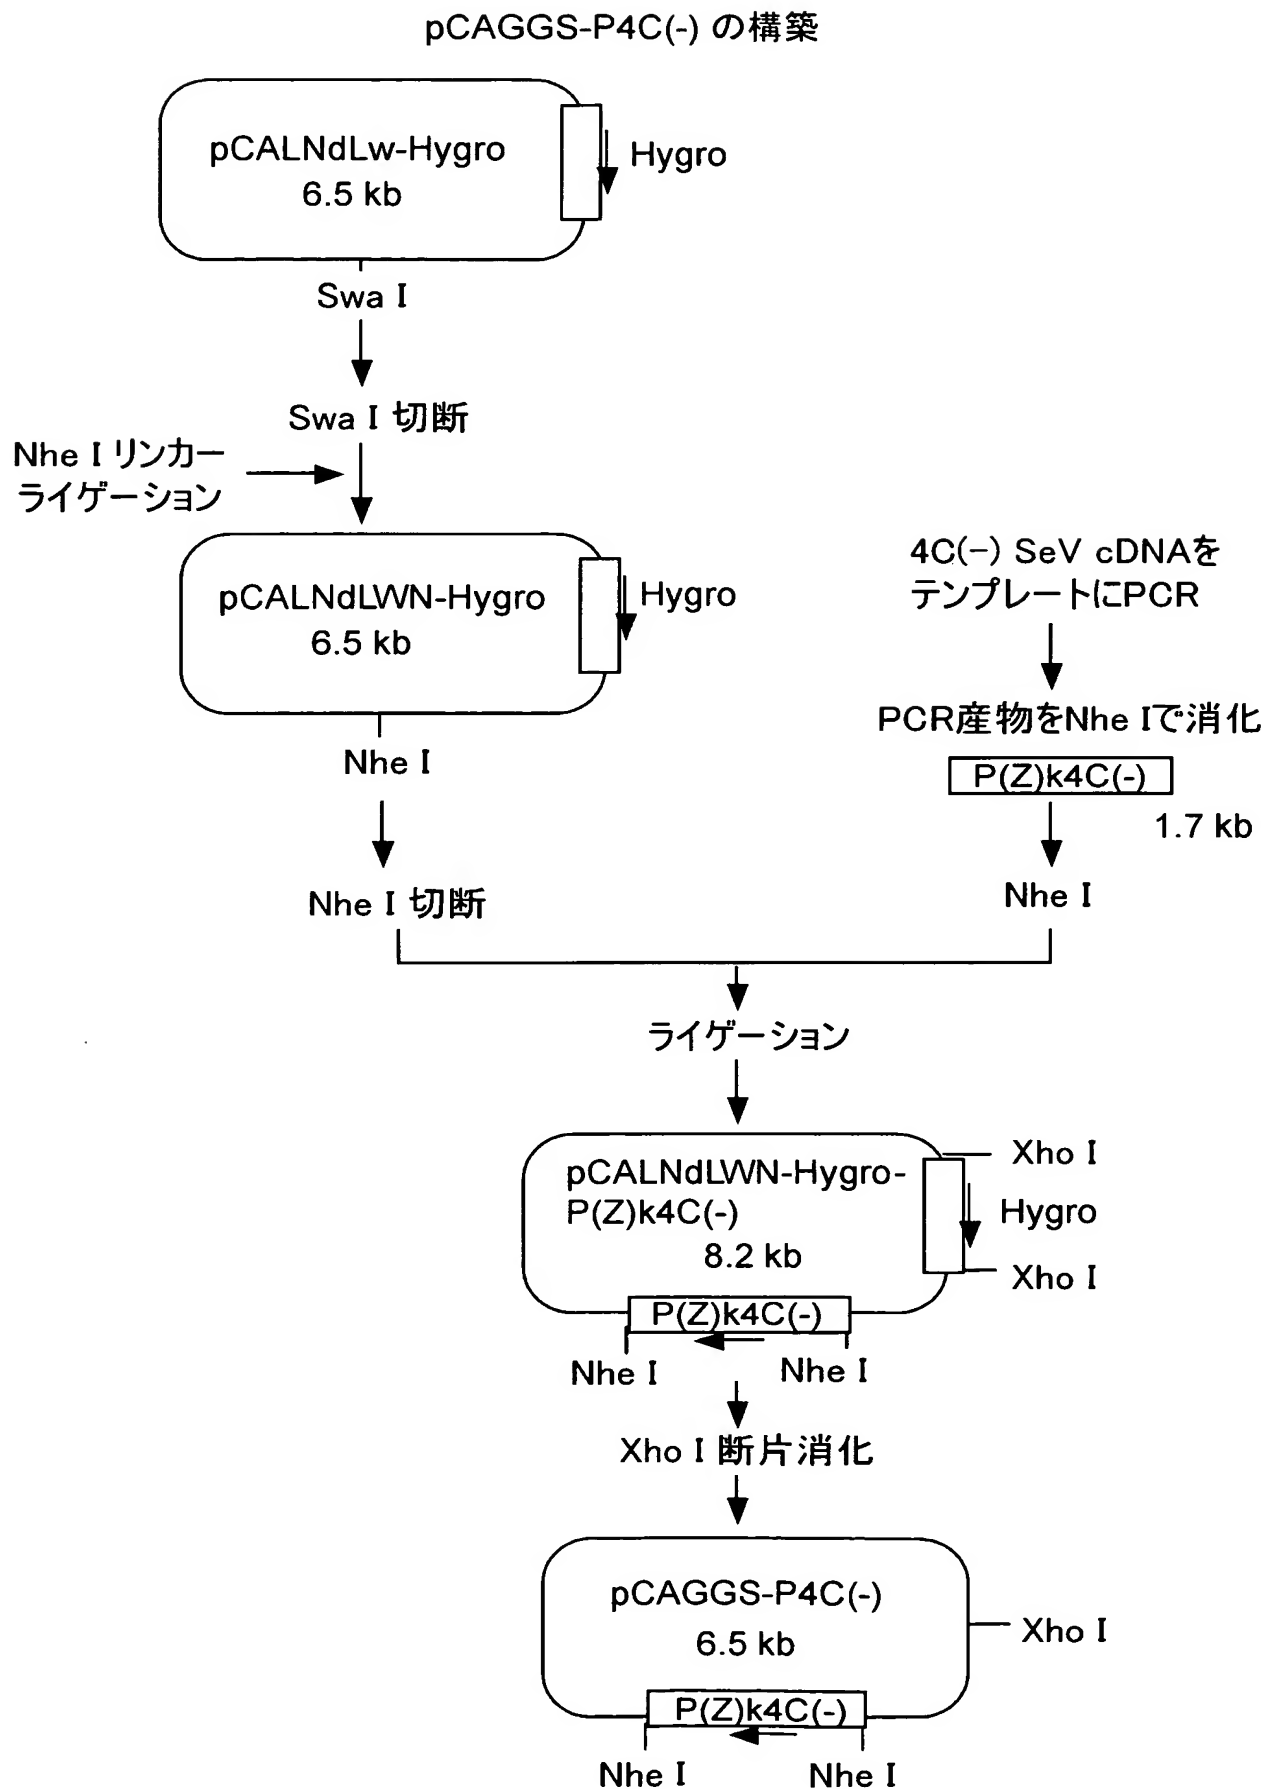 pCAGGS-P4C(-) の構築
pCALNdLw-Hygro
6.5 kb
Hygro
Swa I
Swa I 切断
Nhe I リンカー
ライゲーション
pCALNdLWN-Hygro
6.5 kb
Hygro
Nhe I
Nhe I 切断
4C(-) SeV cDNAを
テンプレートにPCR
PCR産物をNhe Iで消化
P(Z)k4C(-)
1.7 kb
Nhe I
ライゲーション
pCALNdLWN-Hygro-
P(Z)k4C(-)
8.2 kb
Xho I
Hygro
Xho I
P(Z)k4C(-)
Nhe I
Nhe I
Xho I 断片消化
pCAGGS-P4C(-)
6.5 kb
Xho I
P(Z)k4C(-)
Nhe I
Nhe I